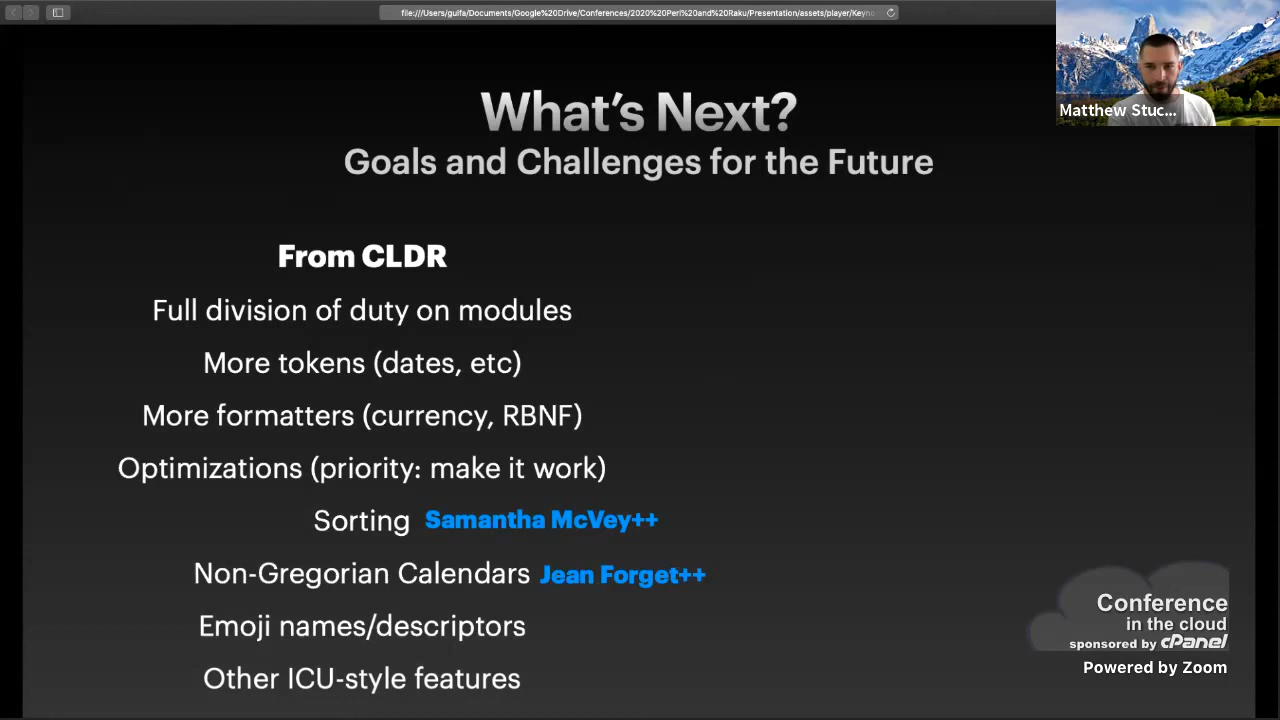 file:///Users/guifa/Documents/Google%20Drive/Conferences/2020%20Perl%20and%20Raku/Presentation/assets/player/Keyno
Matthew Stuc...
What's Next?
Goals and Challenges for the Future
From CLDR
Full division of duty on modules
More tokens (dates, etc)
More formatters (currency, RBNF)
Optimizations (priority: make it work)
Sorting Samantha McVey++
Non-Gregorian Calendars Jean Forget++
Emoji names/descriptors
Other ICU-style features
Conference
in the cloud
sponsored by cPanel
Powered by Zoom